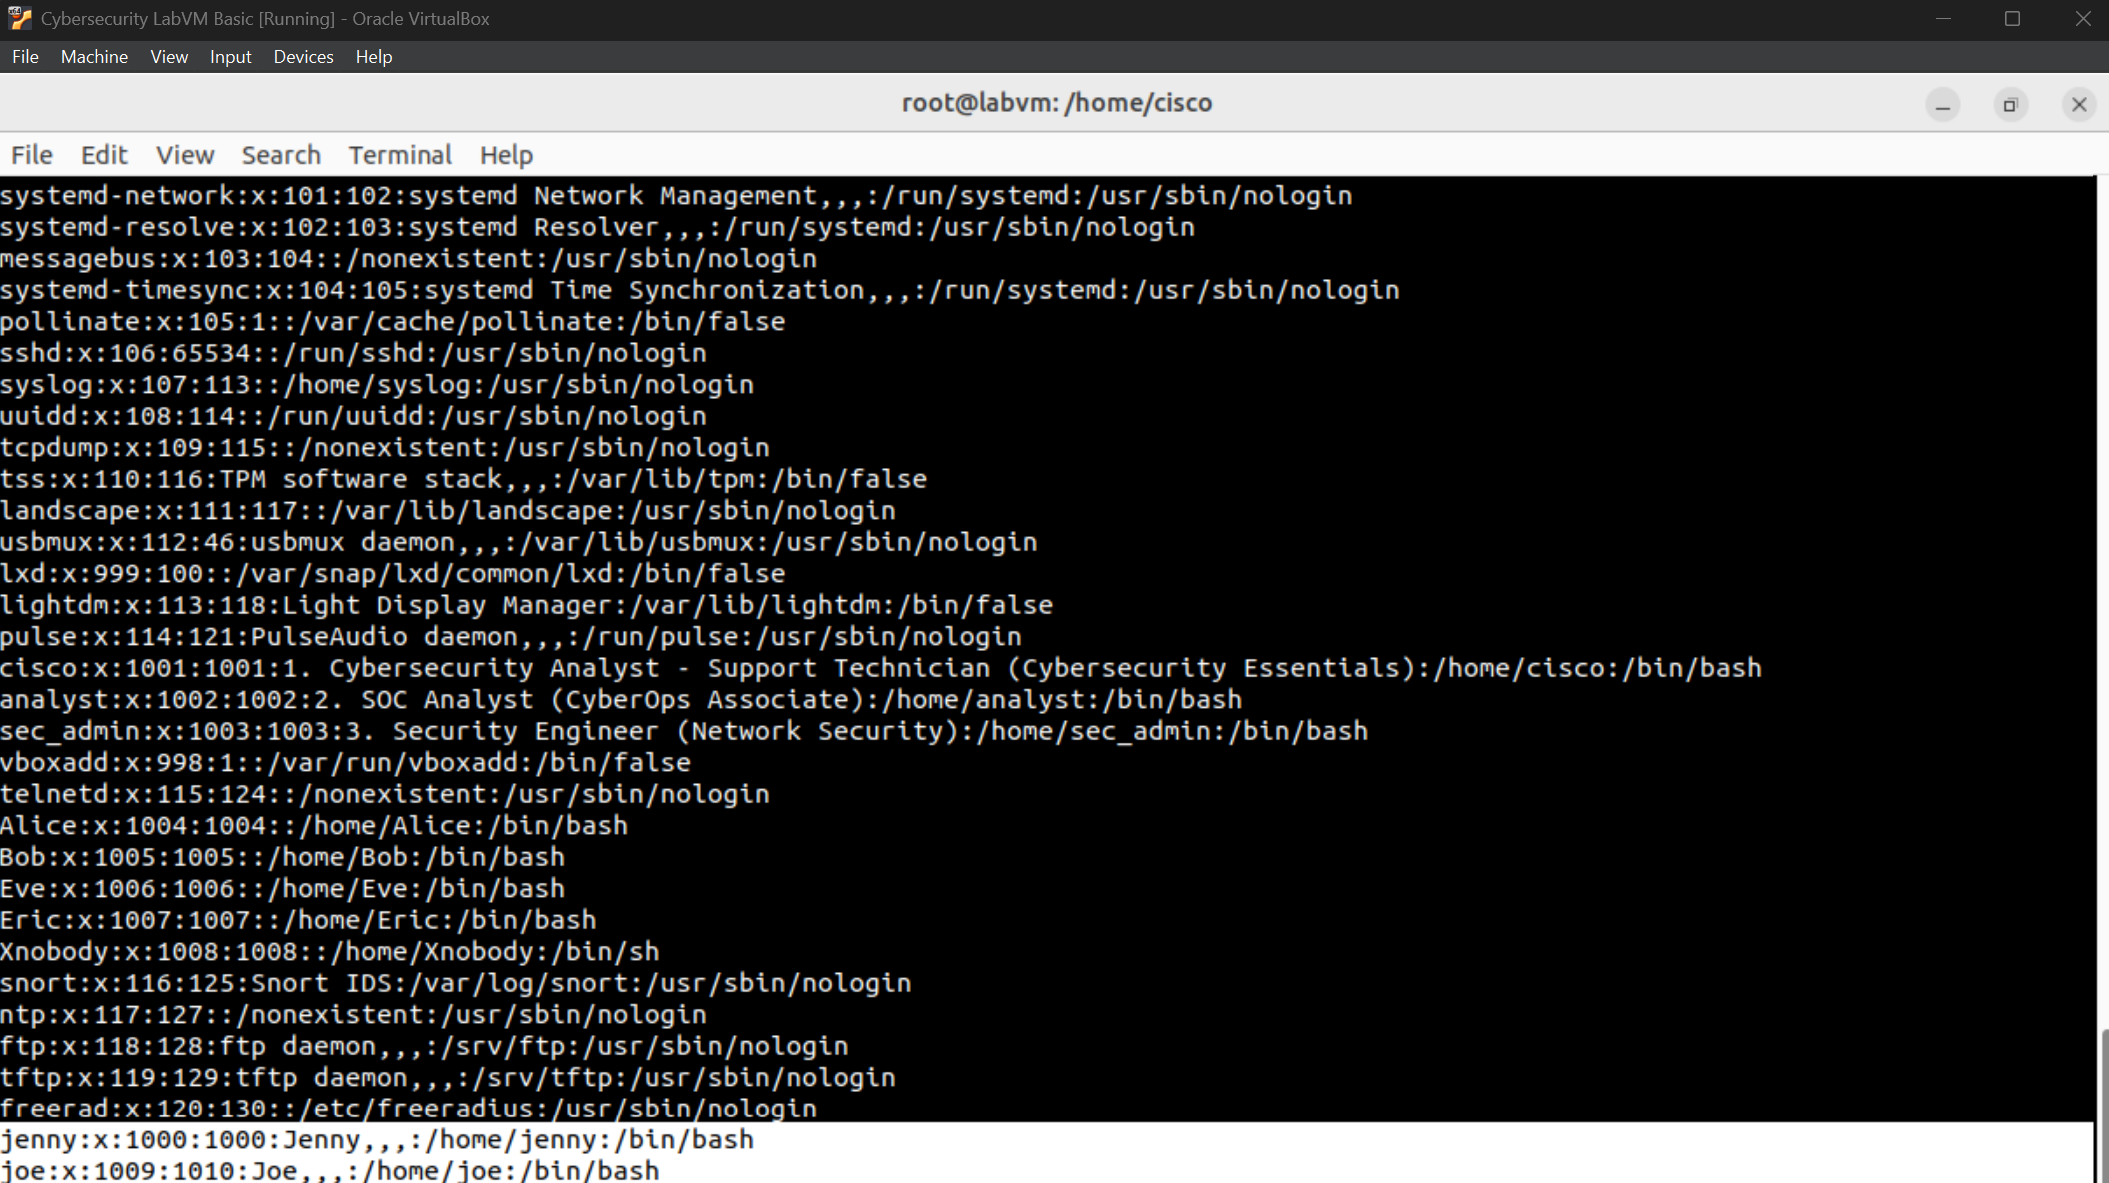 Cybersecurity LabVM Basic [Running] - Oracle VirtualBox
File Machine View Input Devices Help
root@labvm: /home/cisco
File Edit View Search Terminal Help
systemd-network:x:101:102:systemd Network Management,,,:/run/systemd:/usr/sbin/nologin
systemd-resolve:x:102:103:systemd Resolver,,,:/run/systemd:/usr/sbin/nologin
messagebus:x:103:104::/nonexistent:/usr/sbin/nologin
systemd-timesync:x:104:105:systemd Time Synchronization,,,:/run/systemd:/usr/sbin/nologin
pollinate:x:105:1::/var/cache/pollinate:/bin/false
sshd:x:106:65534::/run/sshd:/usr/sbin/nologin
syslog:x:107:113::/home/syslog:/usr/sbin/nologin
uuidd:x:108:114::/run/uuidd:/usr/sbin/nologin
tcpdump:x:109:115::/nonexistent:/usr/sbin/nologin
tss:x:110:116:TPM software stack,,,:/var/lib/tpm:/bin/false
landscape:x:111:117::/var/lib/landscape:/usr/sbin/nologin
usbmux:x:112:46:usbmux daemon,,,:/var/lib/usbmux:/usr/sbin/nologin
lxd:x:999:100::/var/snap/lxd/common/lxd:/bin/false
lightdm:x:113:118:Light Display Manager:/var/lib/lightdm:/bin/false
pulse:x:114:121:PulseAudio daemon,,,:/run/pulse:/usr/sbin/nologin
cisco:x:1001:1001:1. Cybersecurity Analyst - Support Technician (Cybersecurity Essentials):/home/cisco:/bin/bash
analyst:x:1002:1002:2. SOC Analyst (CyberOps Associate):/home/analyst:/bin/bash
sec_admin:x:1003:1003:3. Security Engineer (Network Security):/home/sec_admin:/bin/bash
vboxadd:x:998:1::/var/run/vboxadd:/bin/false
telnetd:x:115:124::/nonexistent:/usr/sbin/nologin
Alice:x:1004:1004::/home/Alice:/bin/bash
Bob:x:1005:1005::/home/Bob:/bin/bash
Eve:x:1006:1006::/home/Eve:/bin/bash
Eric:x:1007:1007::/home/Eric:/bin/bash
Xnobody:x:1008:1008::/home/Xnobody:/bin/sh
snort:x:116:125:Snort IDS:/var/log/snort:/usr/sbin/nologin
ntp:x:117:127::/nonexistent:/usr/sbin/nologin
ftp:x:118:128:ftp daemon,,,:/srv/ftp:/usr/sbin/nologin
tftp:x:119:129:tftp daemon,,,:/srv/tftp:/usr/sbin/nologin
freerad:x:120:130::/etc/freeradius:/usr/sbin/nologin
jenny:x:1000:1000:Jenny,,,:/home/jenny:/bin/bash
joe:x:1009:1010:Joe,,,:/home/joe:/bin/bash